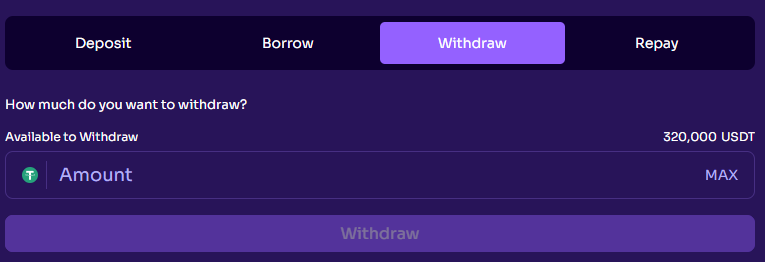 Deposit Borrow Withdraw Repay
How much do you want to withdraw?
Available to Withdraw 320,000 USDT
Amount MAX
Withdraw